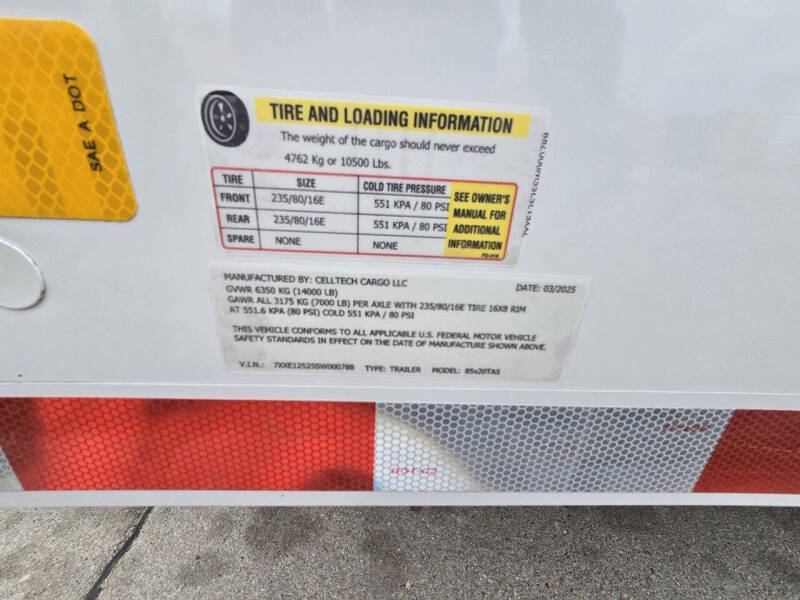 SAE A DOT
TIRE AND LOADING INFORMATION
The weight of the cargo should never exceed
4762 Kg or 10500 Lbs.
TIRE SIZE COLD TIRE PRESSURE
FRONT 235/80/16E 551 KPA / 80 PSI
REAR 235/80/16E 551 KPA / 80 PSI
SPARE NONE NONE
SEE OWNER'S
MANUAL FOR
ADDITIONAL
INFORMATION
MANUFACTURED BY: CELLTECH CARGO LLC DATE: 03/2025
GVWR 6350 KG (14000 LB)
GAWR ALL 3175 KG (7000 LB) PER AXLE WITH 235/80/16E TIRE 16X8 RIM
AT 551.6 KPA (80 PSI) COLD 551 KPA / 80 PSI
THIS VEHICLE CONFORMS TO ALL APPLICABLE U.S. FEDERAL MOTOR VEHICLE
SAFETY STANDARDS IN EFFECT ON THE DATE OF MANUFACTURE SHOWN ABOVE.
V.I.N.: 7XXE12525SW000788 TYPE: TRAILER MODEL: 85x20TA5
DOT-C2